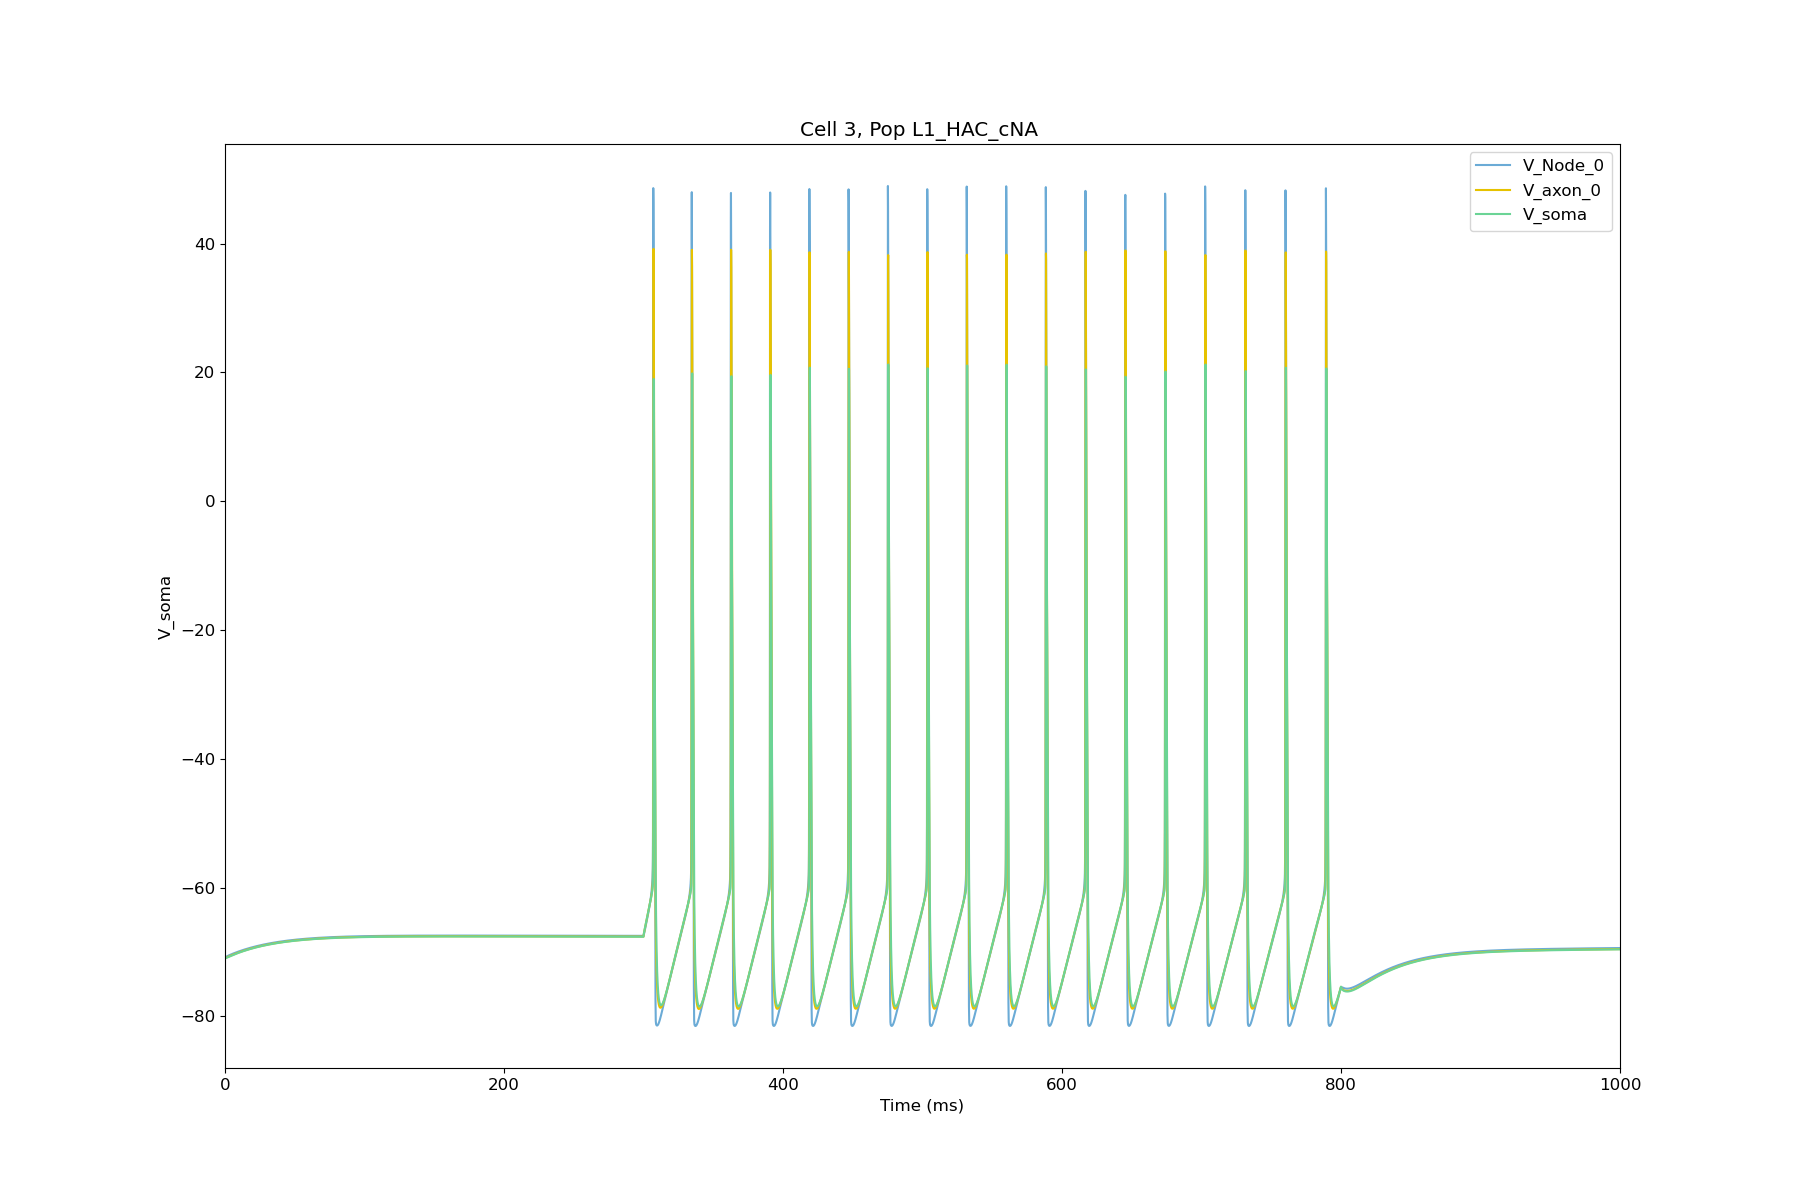 Cell 3, Pop L1_HAC_cNA
V_Node_0
V_axon_0
V_soma
40
20
0
−20
−40
−60
−80
V_soma
0 200 400 600 800 1000
Time (ms)